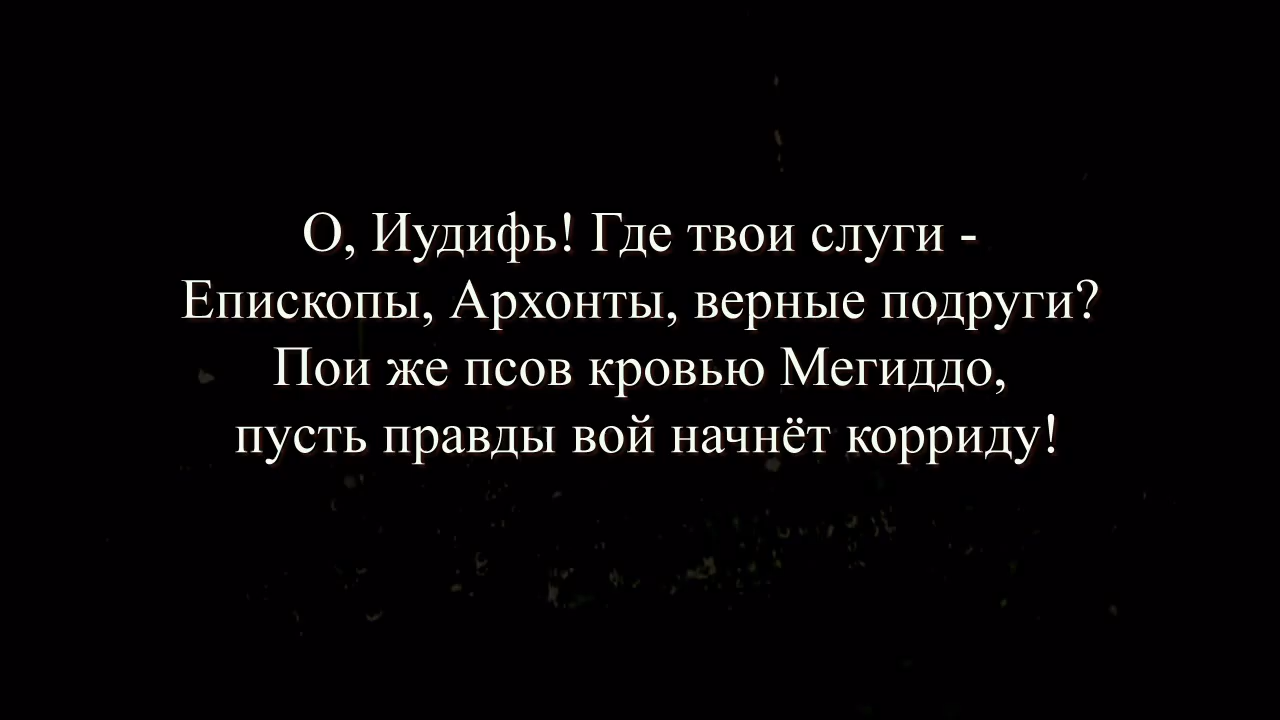 О, Иудифь! Где твои слуги -
Епископы, Архонты, верные подруги?
Пои же псов кровью Мегиддо,
пусть правды вой начнёт корриду!